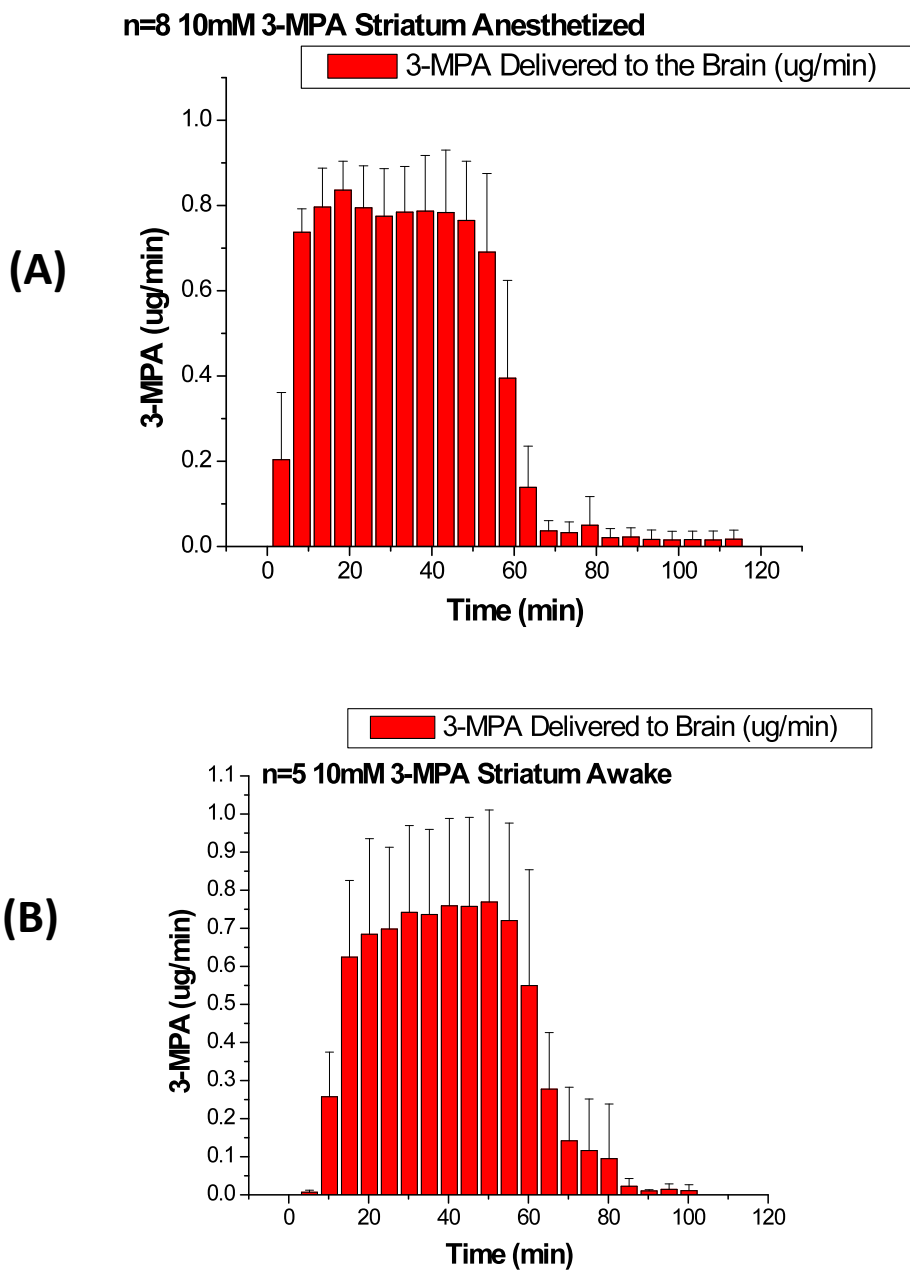 n=8 10mM 3-MPA Striatum Anesthetized
3-MPA Delivered to the Brain (ug/min)
(A)
3-MPA (ug/min)
1.0
0.8
0.6
0.4
0.2
0.0
0 20 40 60 80 100 120
Time (min)
3-MPA Delivered to Brain (ug/min)
n=5 10mM 3-MPA Striatum Awake
(B)
3-MPA (ug/min)
1.1
1.0
0.9
0.8
0.7
0.6
0.5
0.4
0.3
0.2
0.1
0.0
0 20 40 60 80 100 120
Time (min)